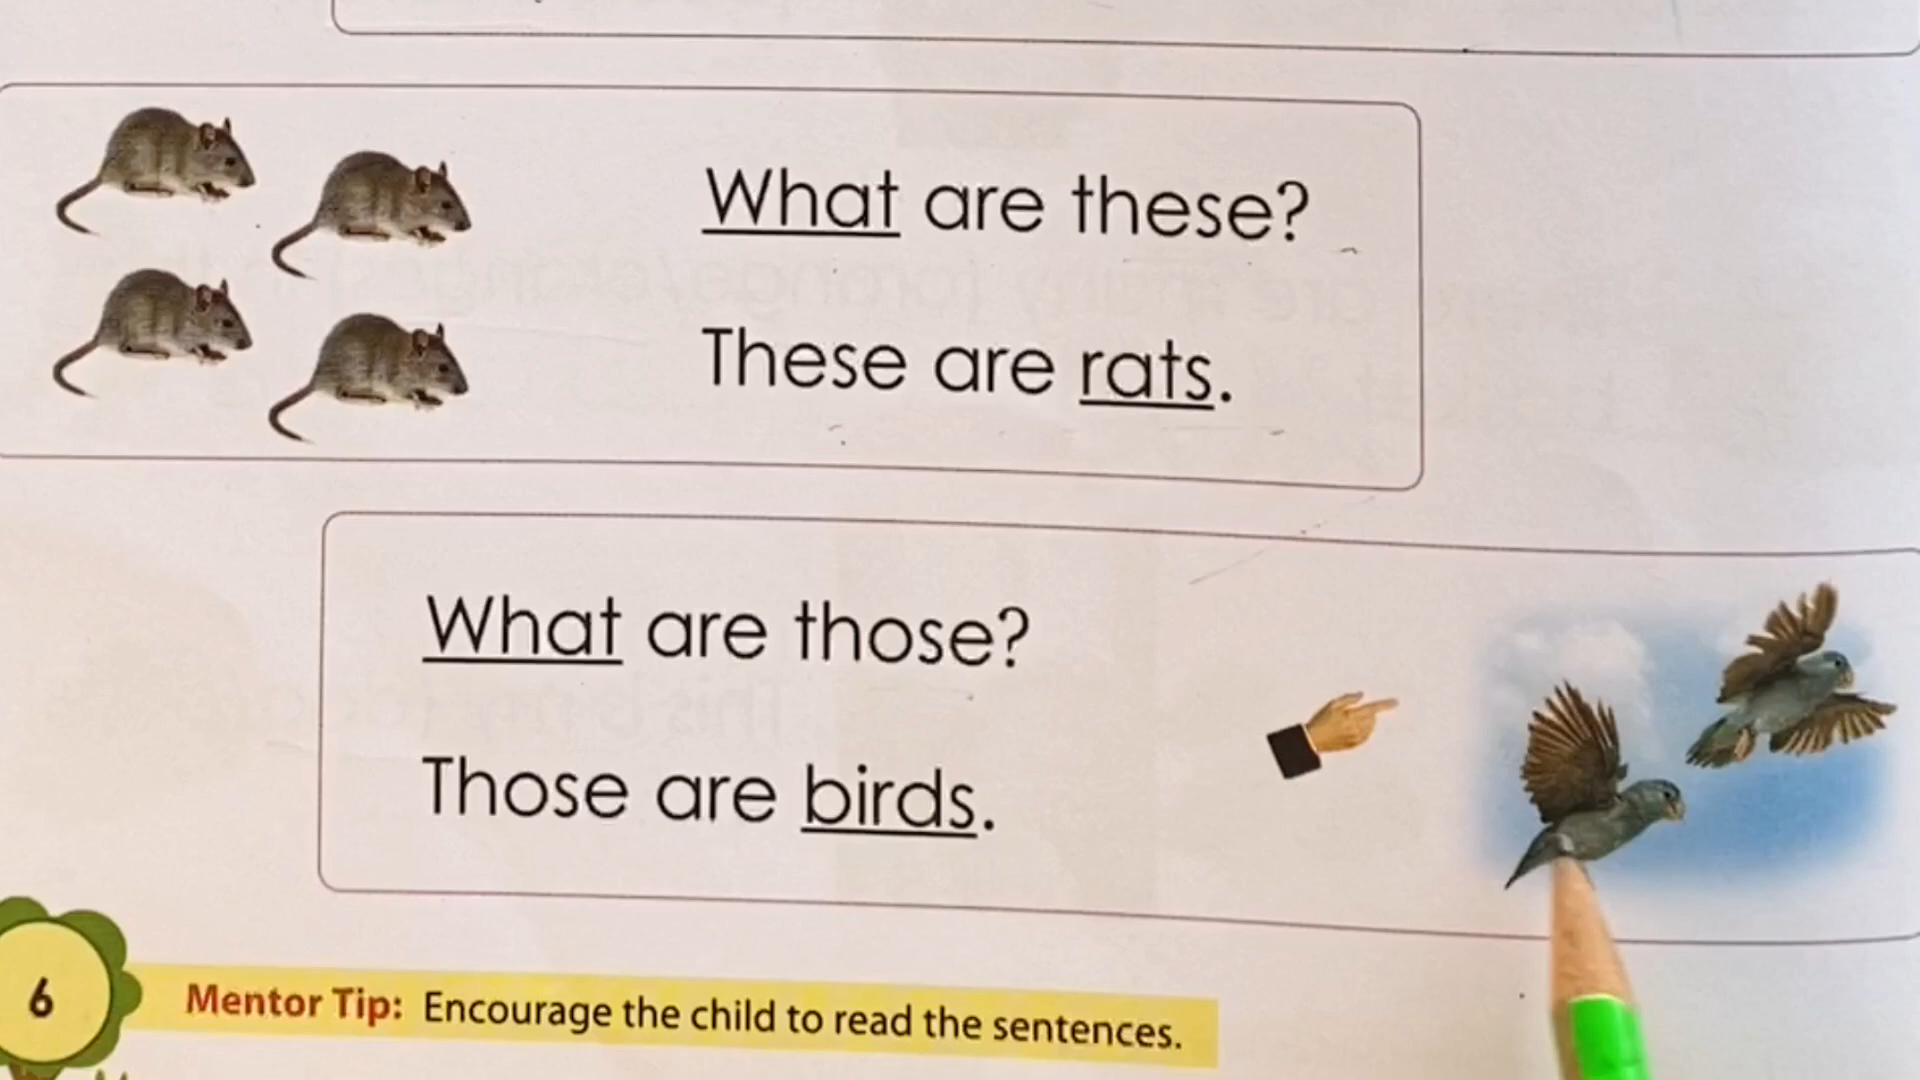 What are these?
These are rats.
What are those?
Those are birds.
6
Mentor Tip: Encourage the child to read the sentences.